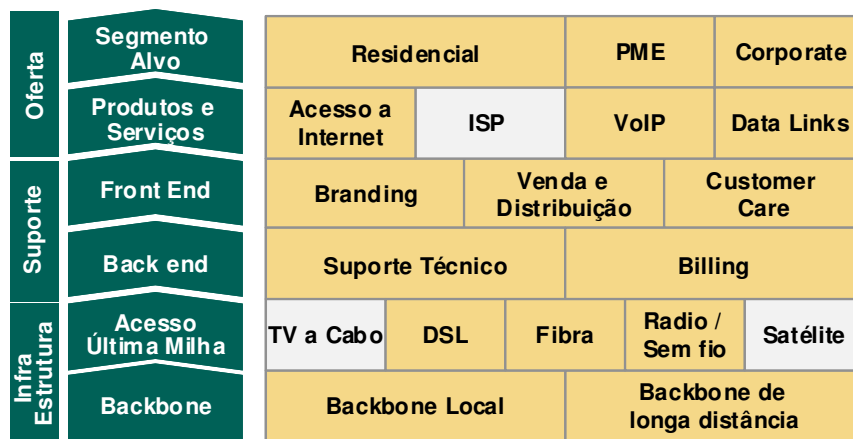 Oferta
Segmento
Alvo
Residencial
PME
Corporate
Produtos e
Serviços
Acesso a
Internet
ISP
VoIP
Data Links
Suporte
Front End
Branding
Venda e
Distribuição
Customer
Care
Back end
Suporte Técnico
Billing
Infra
Estrutura
Acesso
Última Milha
TV a Cabo
DSL
Fibra
Radio /
Sem fio
Satélite
Backbone
Backbone Local
Backbone de
longa distância